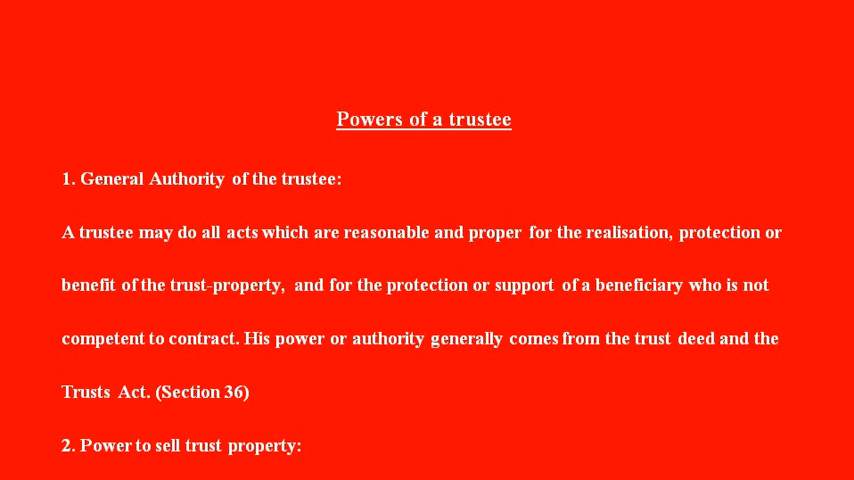 Powers of a trustee
1. General Authority of the trustee:
A trustee may do all acts which are reasonable and proper for the realisation, protection or
benefit of the trust-property, and for the protection or support of a beneficiary who is not
competent to contract. His power or authority generally comes from the trust deed and the
Trusts Act. (Section 36)
2. Power to sell trust property: